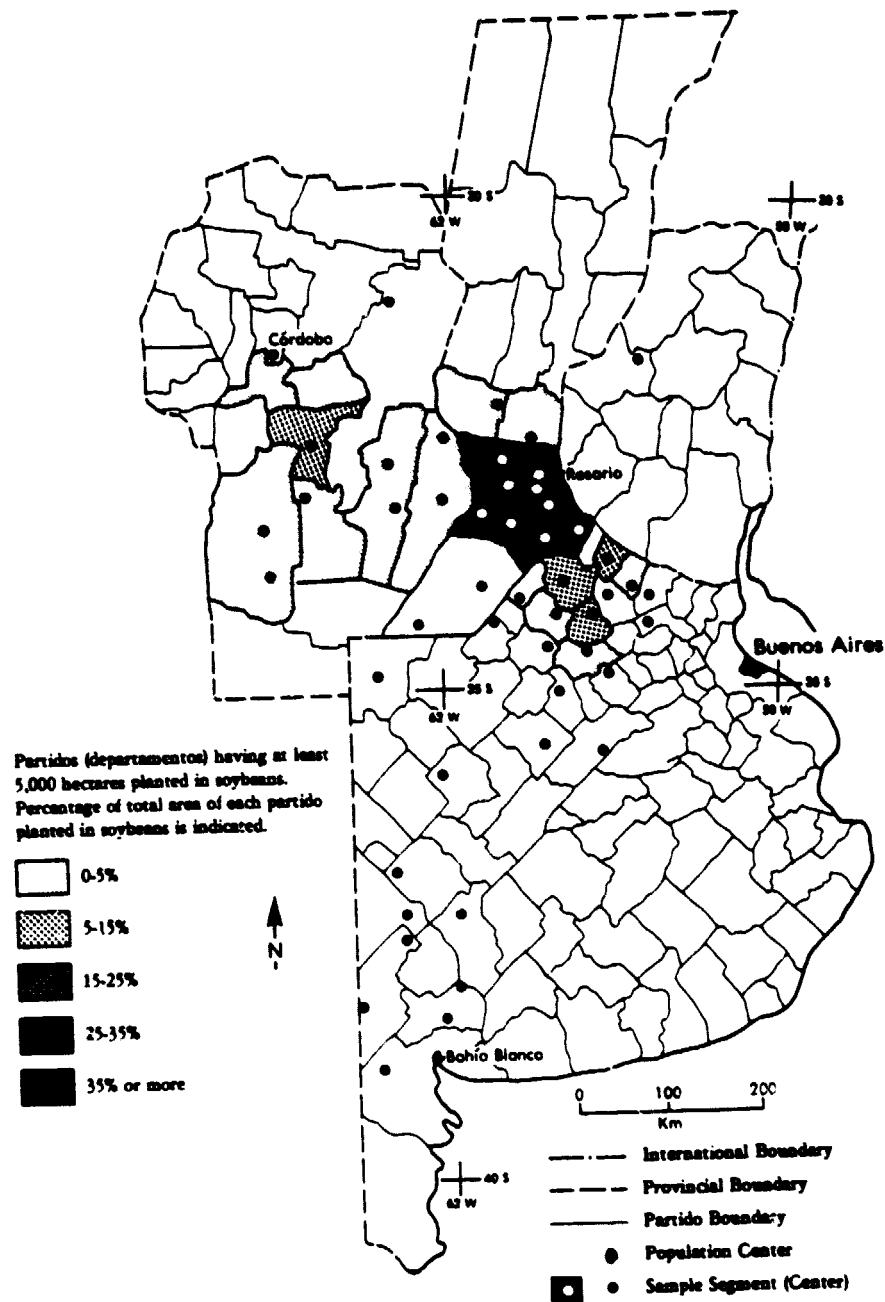 30 S
62 W
30 S
58 W
Córdoba
Rosario
Buenos Aires
35 S
62 W
35 S
58 W
Partidos (departamentos) having at least
5,000 hectares planted in soybeans.
Percentage of total area of each partido
planted in soybeans is indicated.
0-5%
5-15%
15-25%
25-35%
35% or more
N
Bahía Blanca
0 100 200
Km
40 S
62 W
International Boundary
Provincial Boundary
Partido Boundary
Population Center
Sample Segment (Center)